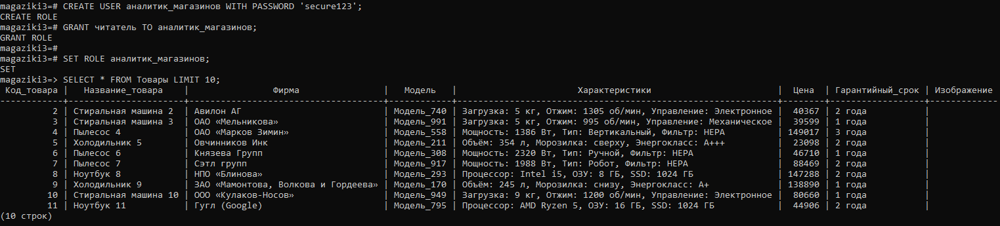 magaziki3=# CREATE USER аналитик_магазинов WITH PASSWORD 'secure123';
CREATE ROLE
magaziki3=# GRANT читатель TO аналитик_магазинов;
GRANT ROLE
magaziki3=#
magaziki3=# SET ROLE аналитик_магазинов;
SET
magaziki3=> SELECT * FROM Товары LIMIT 10;
Код_товара | Название_товара | Фирма | Модель | Характеристики | Цена | Гарантийный_срок | Изображение
------------+--------------------+-------------------------------------+------------+-------------------------------------------------------------+--------+------------------+-------------
2 | Стиральная машина 2 | Авилон АГ | Модель_740 | Загрузка: 5 кг, Отжим: 1305 об/мин, Управление: Электронное | 40367 | 2 года |
3 | Стиральная машина 3 | ОАО «Мельникова» | Модель_991 | Загрузка: 5 кг, Отжим: 995 об/мин, Управление: Механическое | 39599 | 1 года |
4 | Пылесос 4 | ОАО «Марков Зимин» | Модель_558 | Мощность: 1386 Вт, Тип: Вертикальный, Фильтр: HEPA | 149017 | 3 года |
5 | Холодильник 5 | Овчинников Инк | Модель_211 | Объём: 354 л, Морозилка: сверху, Энергокласс: A+++ | 23098 | 2 года |
6 | Пылесос 6 | Князева Групп | Модель_308 | Мощность: 2320 Вт, Тип: Ручной, Фильтр: HEPA | 46710 | 1 года |
7 | Пылесос 7 | Сэтл групп | Модель_917 | Мощность: 1988 Вт, Тип: Робот, Фильтр: HEPA | 88469 | 2 года |
8 | Ноутбук 8 | НПО «Блинова» | Модель_293 | Процессор: Intel i5, ОЗУ: 8 ГБ, SSD: 1024 ГБ | 147288 | 2 года |
9 | Холодильник 9 | ЗАО «Мамонтова, Волкова и Гордеева» | Модель_170 | Объём: 245 л, Морозилка: снизу, Энергокласс: A+ | 138890 | 1 года |
10 | Стиральная машина 10 | ООО «Кулаков-Носов» | Модель_949 | Загрузка: 9 кг, Отжим: 1200 об/мин, Управление: Электронное | 80660 | 1 года |
11 | Ноутбук 11 | Гугл (Google) | Модель_795 | Процессор: AMD Ryzen 5, ОЗУ: 16 ГБ, SSD: 1024 ГБ | 44906 | 2 года |
(10 строк)